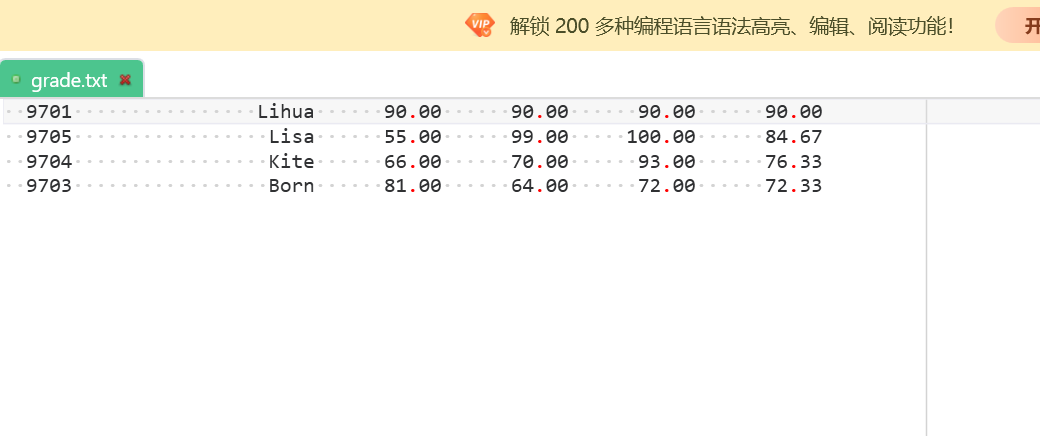 VIP 解锁 200 多种编程语言语法高亮、编辑、阅读功能！ 开
grade.txt
9701 Lihua 90.00 90.00 90.00 90.00
9705 Lisa 55.00 99.00 100.00 84.67
9704 Kite 66.00 70.00 93.00 76.33
9703 Born 81.00 64.00 72.00 72.33